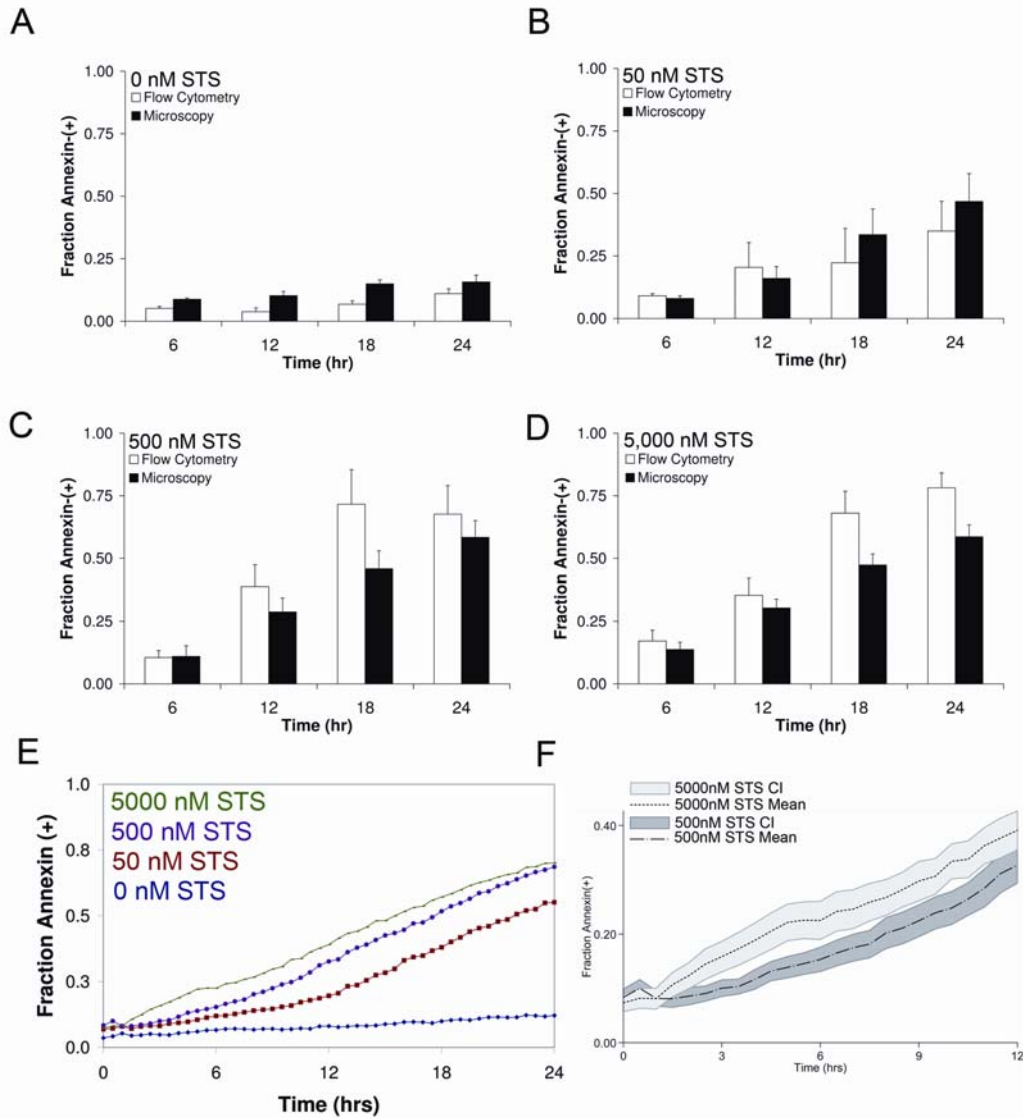 A
1.00
0.75
0.50
0.25
0.00
Fraction Annexin-(+)
0 nM STS
Flow Cytometry
Microscopy
6 12 18 24
Time (hr)
B
1.00
0.75
0.50
0.25
0.00
Fraction Annexin-(+)
50 nM STS
Flow Cytometry
Microscopy
6 12 18 24
Time (hr)
C
1.00
0.75
0.50
0.25
0.00
Fraction Annexin-(+)
500 nM STS
Flow Cytometry
Microscopy
6 12 18 24
Time (hr)
D
1.00
0.75
0.50
0.25
0.00
Fraction Annexin-(+)
5,000 nM STS
Flow Cytometry
Microscopy
6 12 18 24
Time (hr)
E
1.0
0.8
0.5
0.3
0.0
Fraction Annexin (+)
5000 nM STS
500 nM STS
50 nM STS
0 nM STS
0 6 12 18 24
Time (hrs)
F
5000nM STS CI
5000nM STS Mean
500nM STS CI
500nM STS Mean
0.40
0.20
0.00
Fraction Annexin(+)
0 3 6 9 12
Time (hrs)